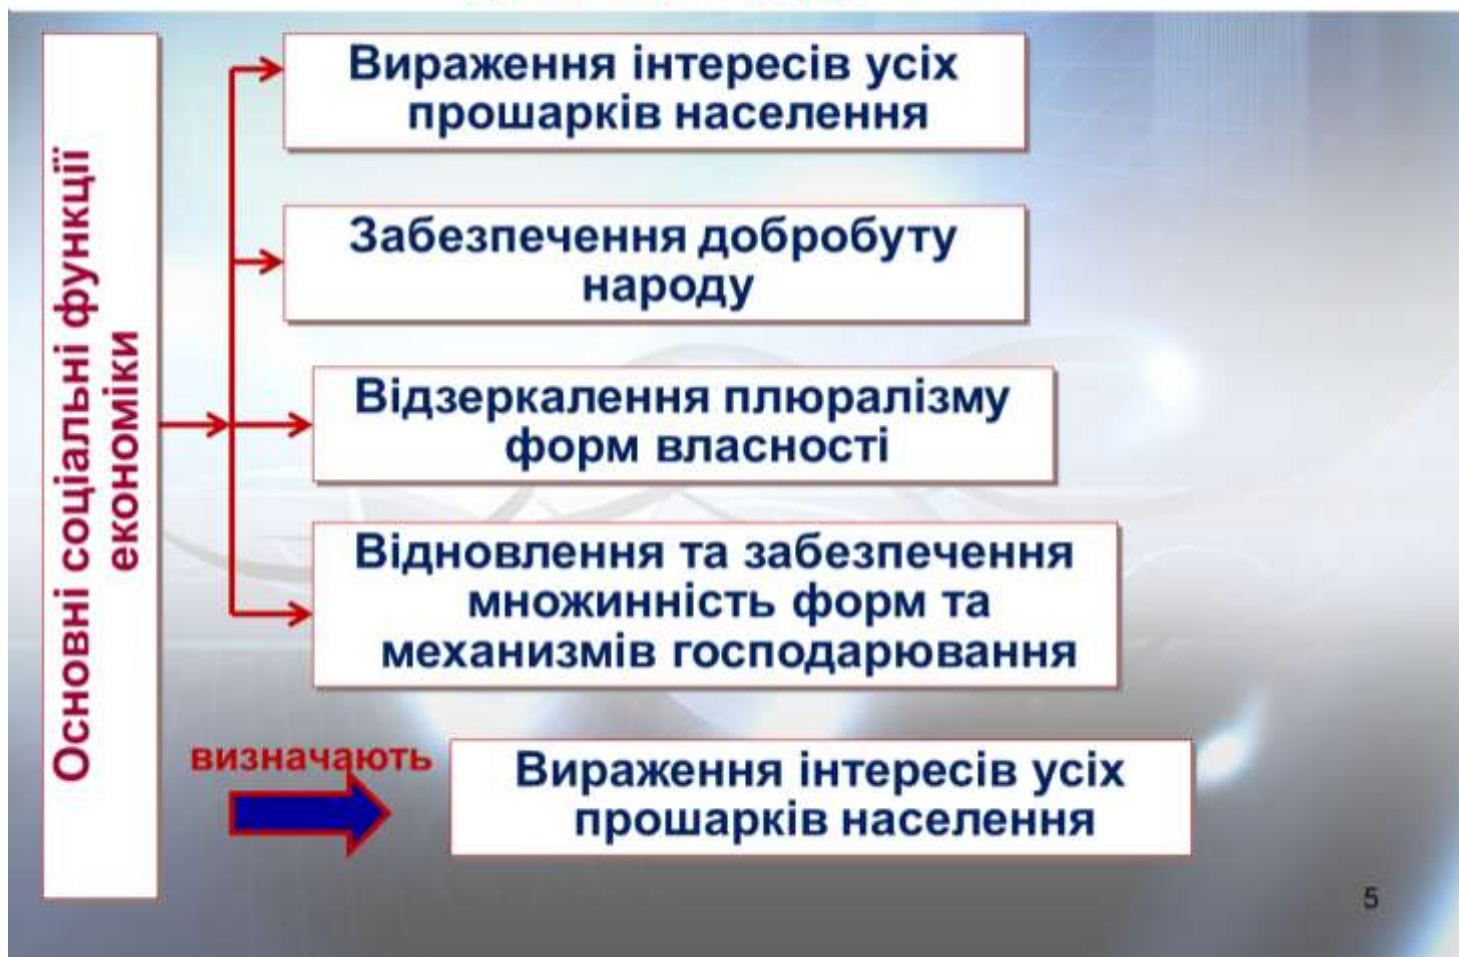 Основні соціальні функції
економіки
Вираження інтересів усіх
прошарків населення
Забезпечення добробуту
народу
Відзеркалення плюралізму
форм власності
Відновлення та забезпечення
множинність форм та
механизмів господарювання
визначають
Вираження інтересів усіх
прошарків населення
5